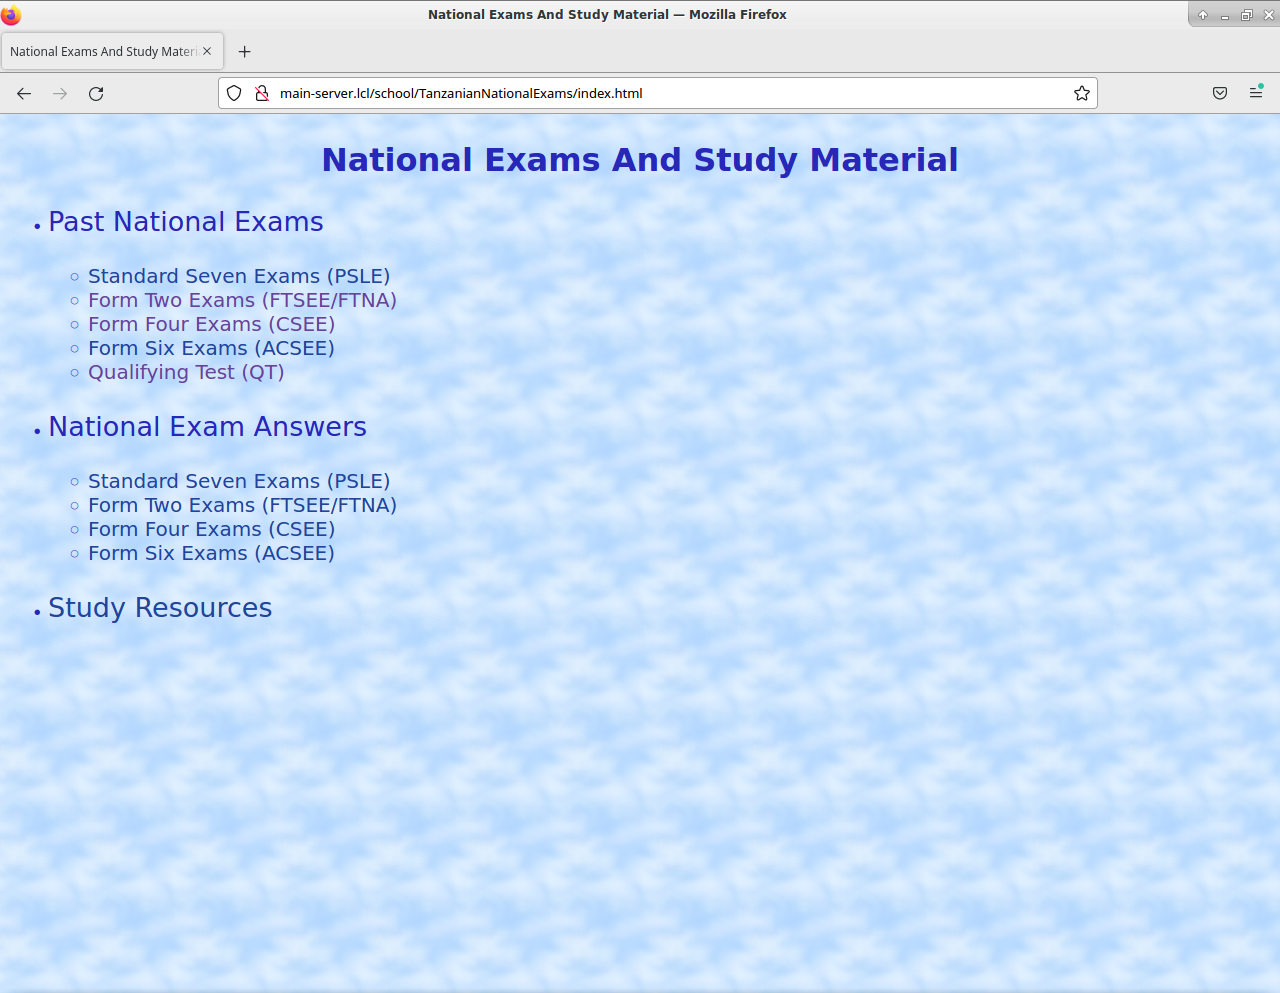 National Exams And Study Material — Mozilla Firefox
National Exams And Study Materi
main-server.lcl/school/TanzanianNationalExams/index.html
National Exams And Study Material
Past National Exams
Standard Seven Exams (PSLE)
Form Two Exams (FTSEE/FTNA)
Form Four Exams (CSEE)
Form Six Exams (ACSEE)
Qualifying Test (QT)
National Exam Answers
Standard Seven Exams (PSLE)
Form Two Exams (FTSEE/FTNA)
Form Four Exams (CSEE)
Form Six Exams (ACSEE)
Study Resources